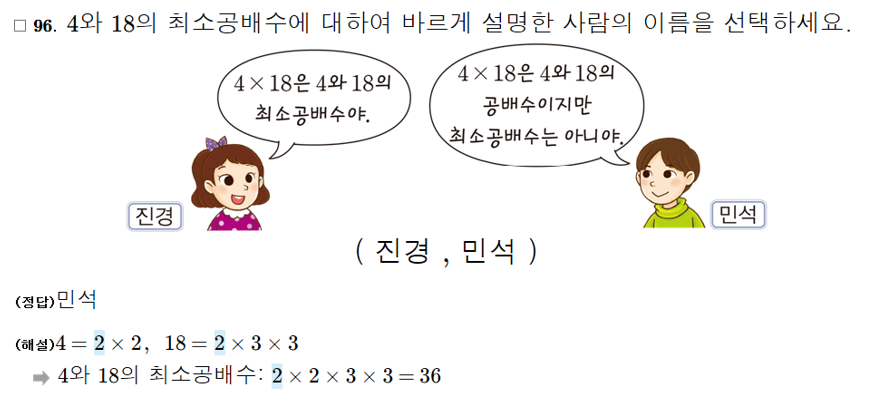 □ 96. 4와 18의 최소공배수에 대하여 바르게 설명한 사람의 이름을 선택하세요.
4×18은 4와 18의
최소공배수야.
4×18은 4와 18의
공배수이지만
최소공배수는 아니야.
진경
민석
( 진경 , 민석 )
(정답)민석
(해설)4 = 2 × 2, 18 = 2 × 3 × 3
➡ 4와 18의 최소공배수: 2 × 2 × 3 × 3 = 36